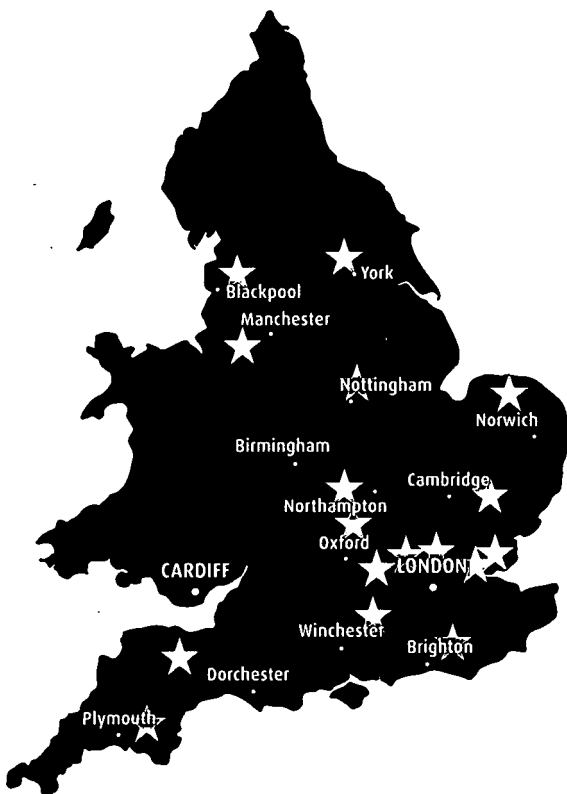 York
Blackpool
Manchester
Nottingham
Norwich
Birmingham
Cambridge
Northampton
Oxford
CARDIFF
LONDON
Winchester
Brighton
Dorchester
Plymouth